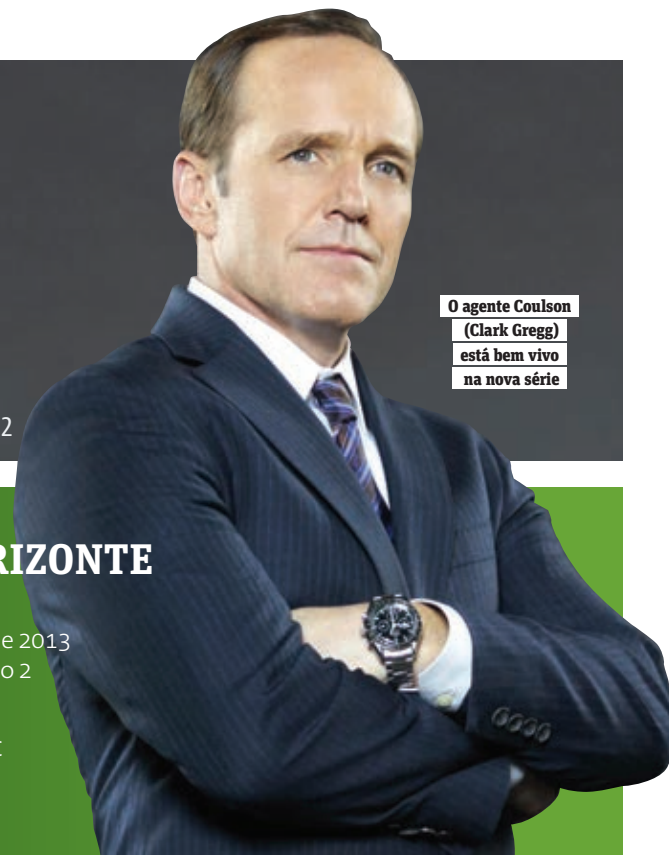 O agente Coulson
(Clark Gregg)
está bem vivo
na nova série
2
RIZONTE
e 2013
o 2